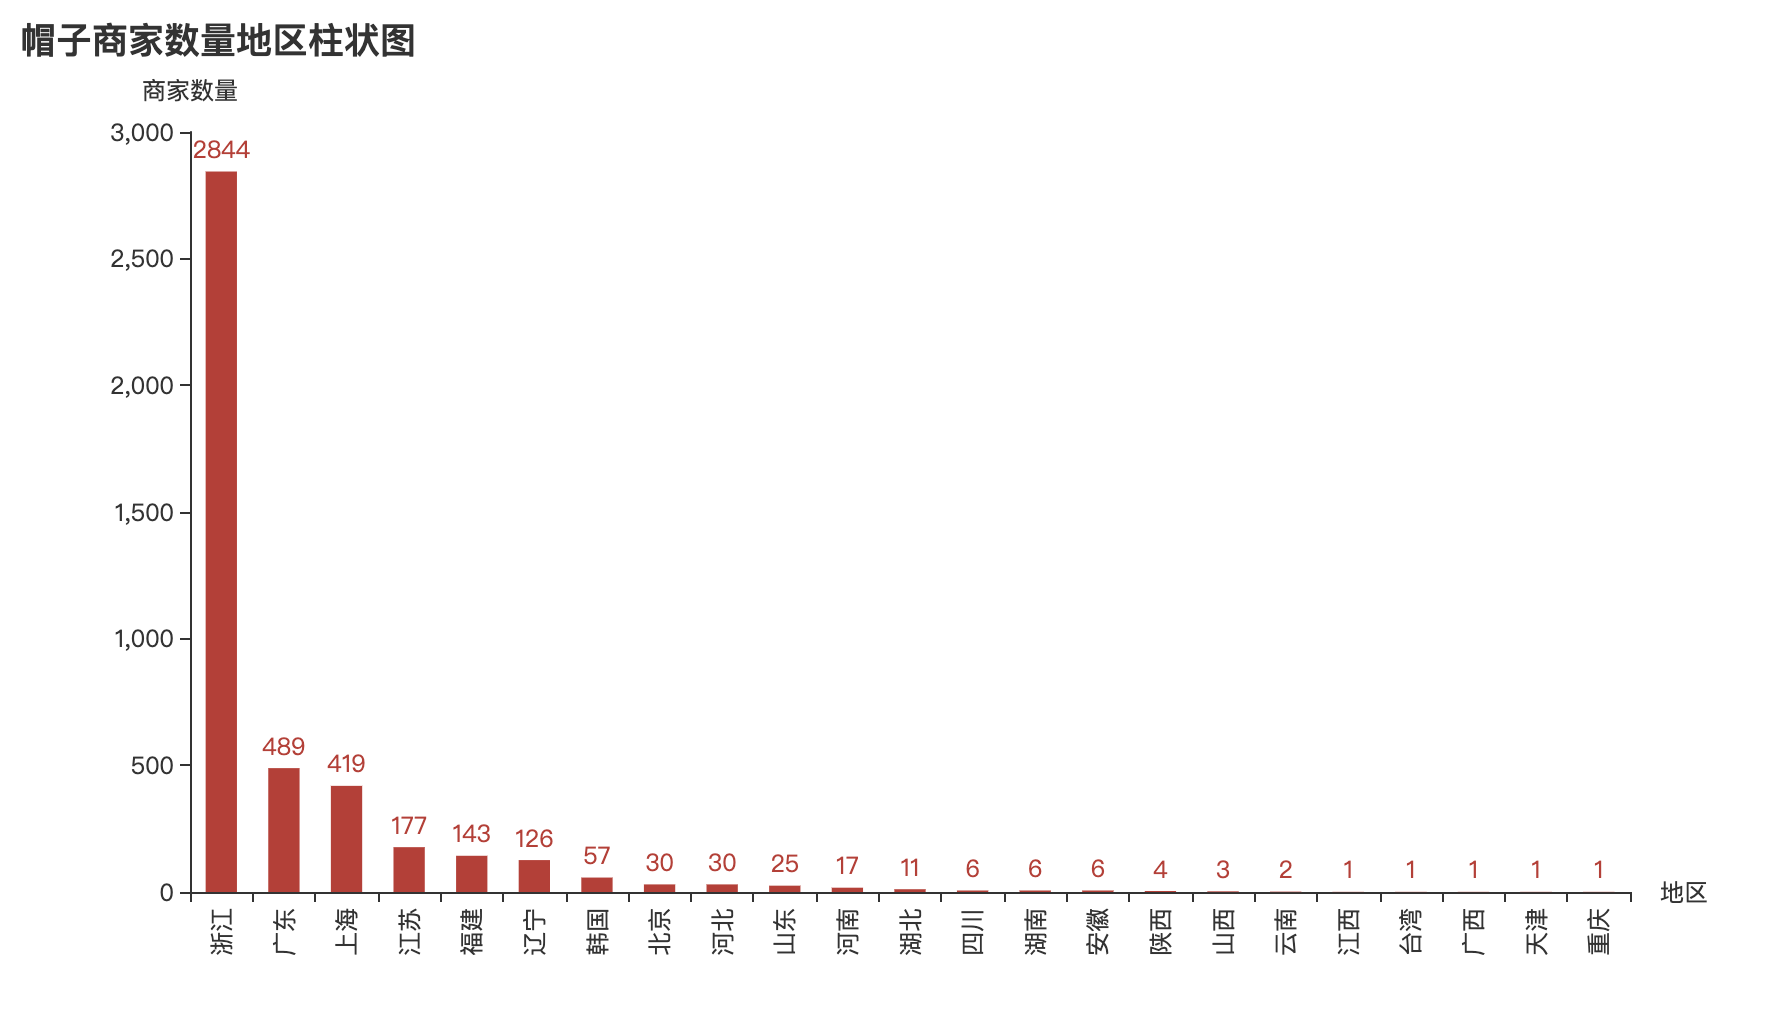 帽子商家数量地区柱状图
商家数量
3,000
2,500
2,000
1,500
1,000
500
0
2844
489
419
177
143
126
57
30
30
25
17
11
6
6
6
4
3
2
1
1
1
1
1
浙江
广东
上海
江苏
福建
辽宁
韩国
北京
河北
山东
河南
湖北
四川
湖南
安徽
陕西
山西
云南
江西
台湾
广西
天津
重庆
地区